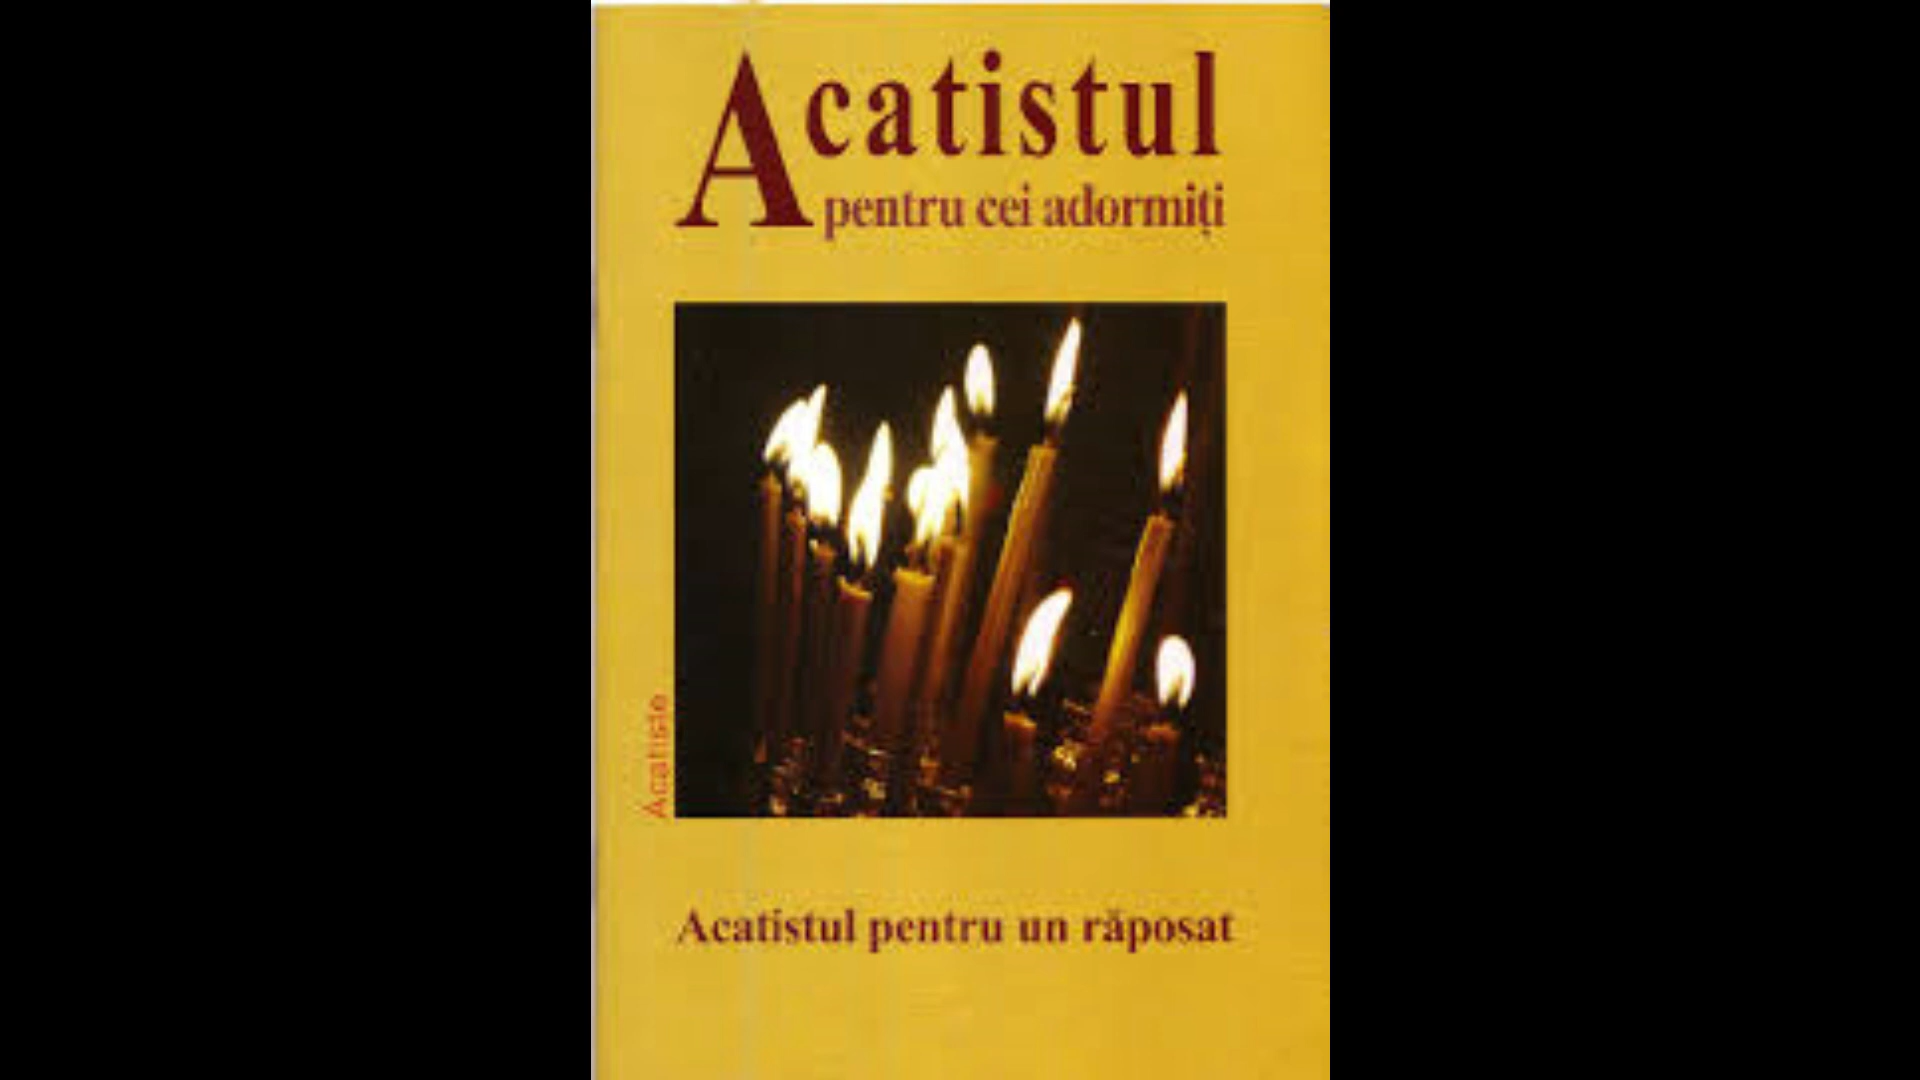 Acatistul
pentru cei adormiți
Acatiste
Acatistul pentru un răposat